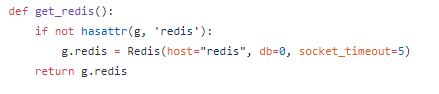 def get_redis():
    if not hasattr(g, 'redis'):
        g.redis = Redis(host="redis", db=0, socket_timeout=5)
    return g.redis